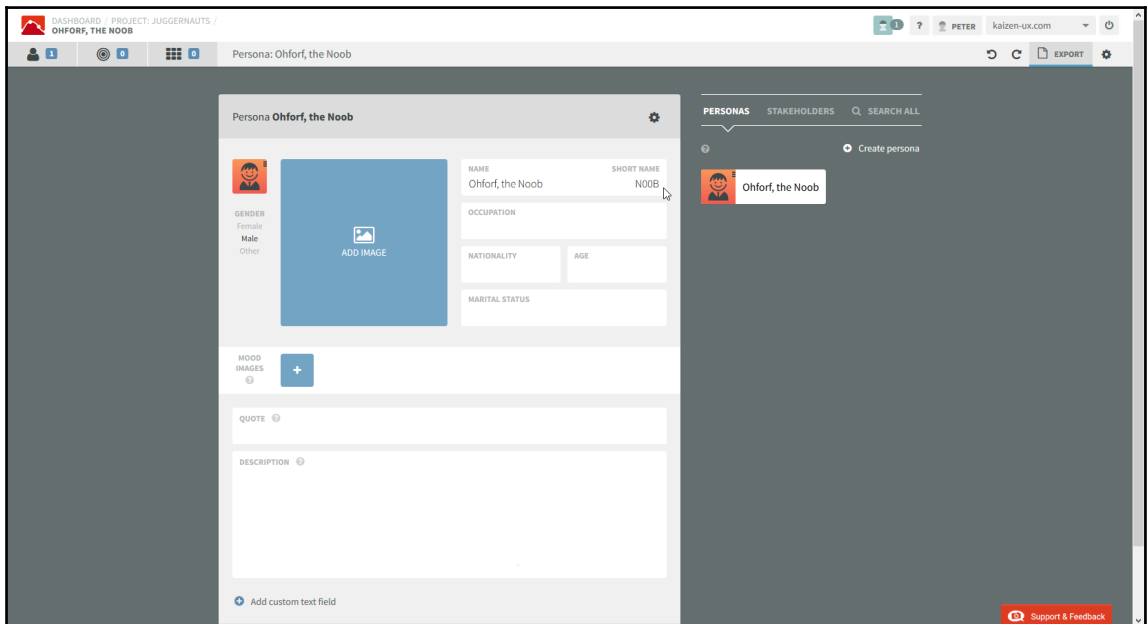 DASHBOARD / PROJECT: JUGGERNAUTS /
OHFORF, THE NOOB
1
?
PETER
kaizen-ux.com
1
0
0
Persona: Ohforf, the Noob
EXPORT
Persona Ohforf, the Noob
GENDER
Female
Male
Other
ADD IMAGE
NAME
Ohforf, the Noob
SHORT NAME
N00B
OCCUPATION
NATIONALITY
AGE
MARITAL STATUS
MOOD
IMAGES
?
+
QUOTE ?
DESCRIPTION ?
Add custom text field
PERSONAS
STAKEHOLDERS
SEARCH ALL
?
Create persona
Ohforf, the Noob
Support & Feedback